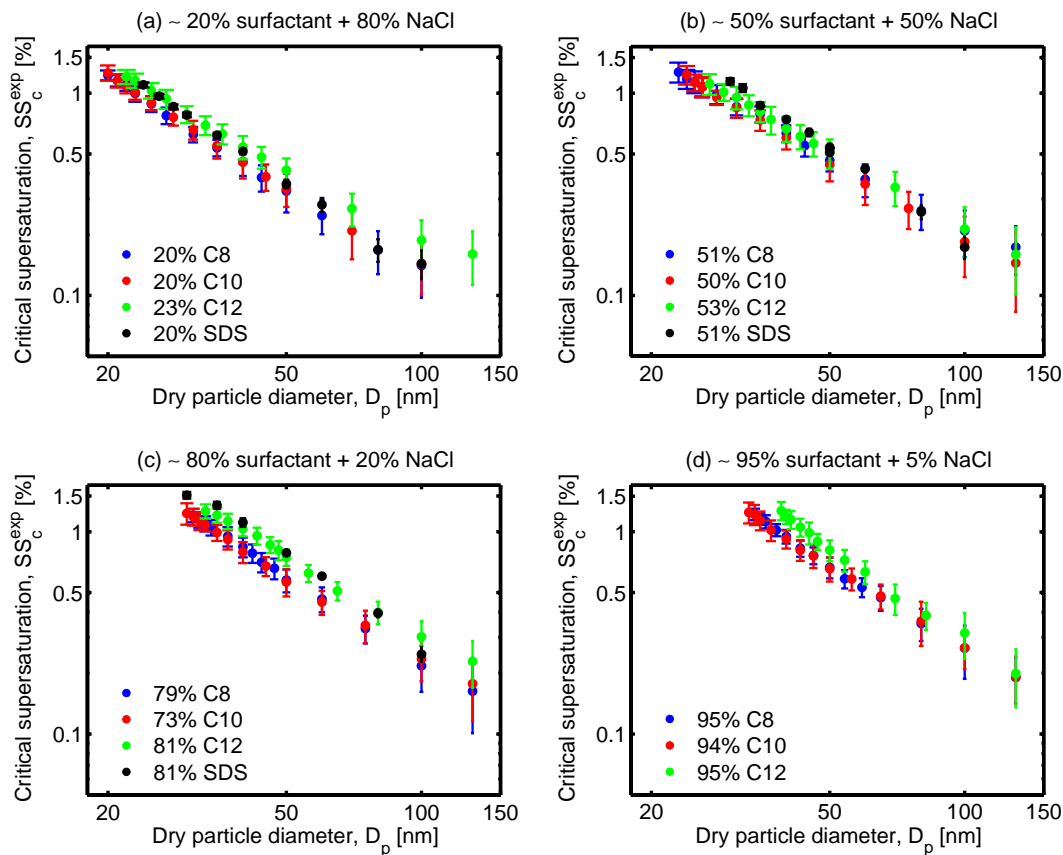 (a) ~ 20% surfactant + 80% NaCl
Critical supersaturation, SS_c^exp [%]
1.5
1
0.5
0.1
20% C8
20% C10
23% C12
20% SDS
20 50 100 150
Dry particle diameter, D_p [nm]
(b) ~ 50% surfactant + 50% NaCl
Critical supersaturation, SS_c^exp [%]
1.5
1
0.5
0.1
51% C8
50% C10
53% C12
51% SDS
20 50 100 150
Dry particle diameter, D_p [nm]
(c) ~ 80% surfactant + 20% NaCl
Critical supersaturation, SS_c^exp [%]
1.5
1
0.5
0.1
79% C8
73% C10
81% C12
81% SDS
20 50 100 150
Dry particle diameter, D_p [nm]
(d) ~ 95% surfactant + 5% NaCl
Critical supersaturation, SS_c^exp [%]
1.5
1
0.5
0.1
95% C8
94% C10
95% C12
20 50 100 150
Dry particle diameter, D_p [nm]